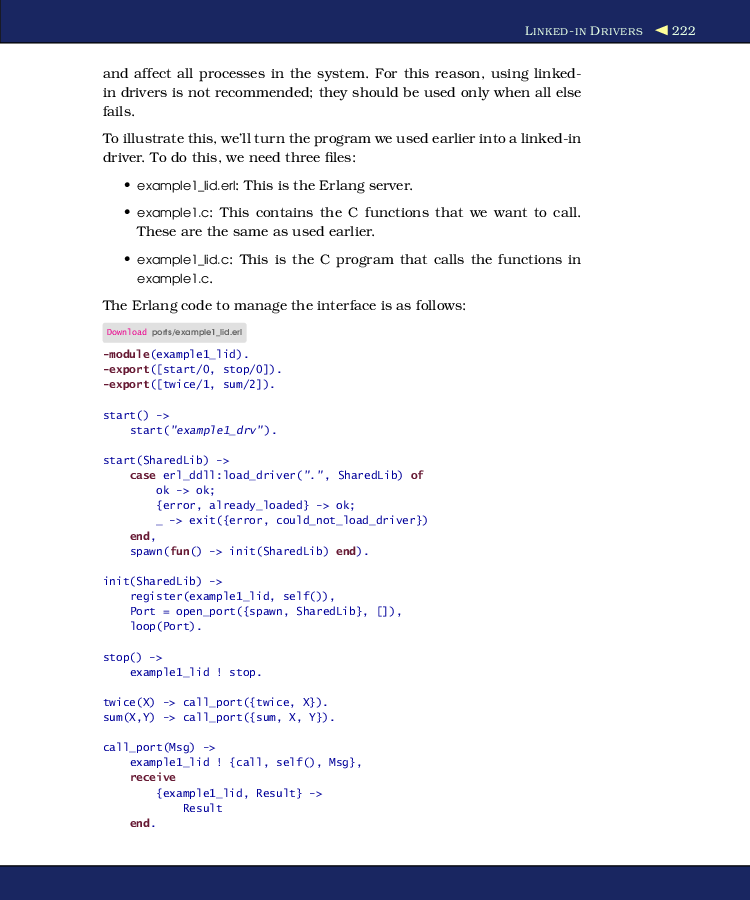 LINKED-IN DRIVERS ◀ 222
and affect all processes in the system. For this reason, using linked-
in drivers is not recommended; they should be used only when all else
fails.
To illustrate this, we'll turn the program we used earlier into a linked-in
driver. To do this, we need three files:
• example1_lid.erl: This is the Erlang server.
• example1.c: This contains the C functions that we want to call.
These are the same as used earlier.
• example1_lid.c: This is the C program that calls the functions in
example1.c.
The Erlang code to manage the interface is as follows:
Download ports/example1_lid.erl
-module(example1_lid).
-export([start/0, stop/0]).
-export([twice/1, sum/2]).
start() ->
    start("example1_drv").
start(SharedLib) ->
    case erl_ddll:load_driver(".", SharedLib) of
        ok -> ok;
        {error, already_loaded} -> ok;
        _ -> exit({error, could_not_load_driver})
    end,
    spawn(fun() -> init(SharedLib) end).
init(SharedLib) ->
    register(example1_lid, self()),
    Port = open_port({spawn, SharedLib}, []),
    loop(Port).
stop() ->
    example1_lid ! stop.
twice(X) -> call_port({twice, X}).
sum(X,Y) -> call_port({sum, X, Y}).
call_port(Msg) ->
    example1_lid ! {call, self(), Msg},
    receive
        {example1_lid, Result} ->
            Result
    end.